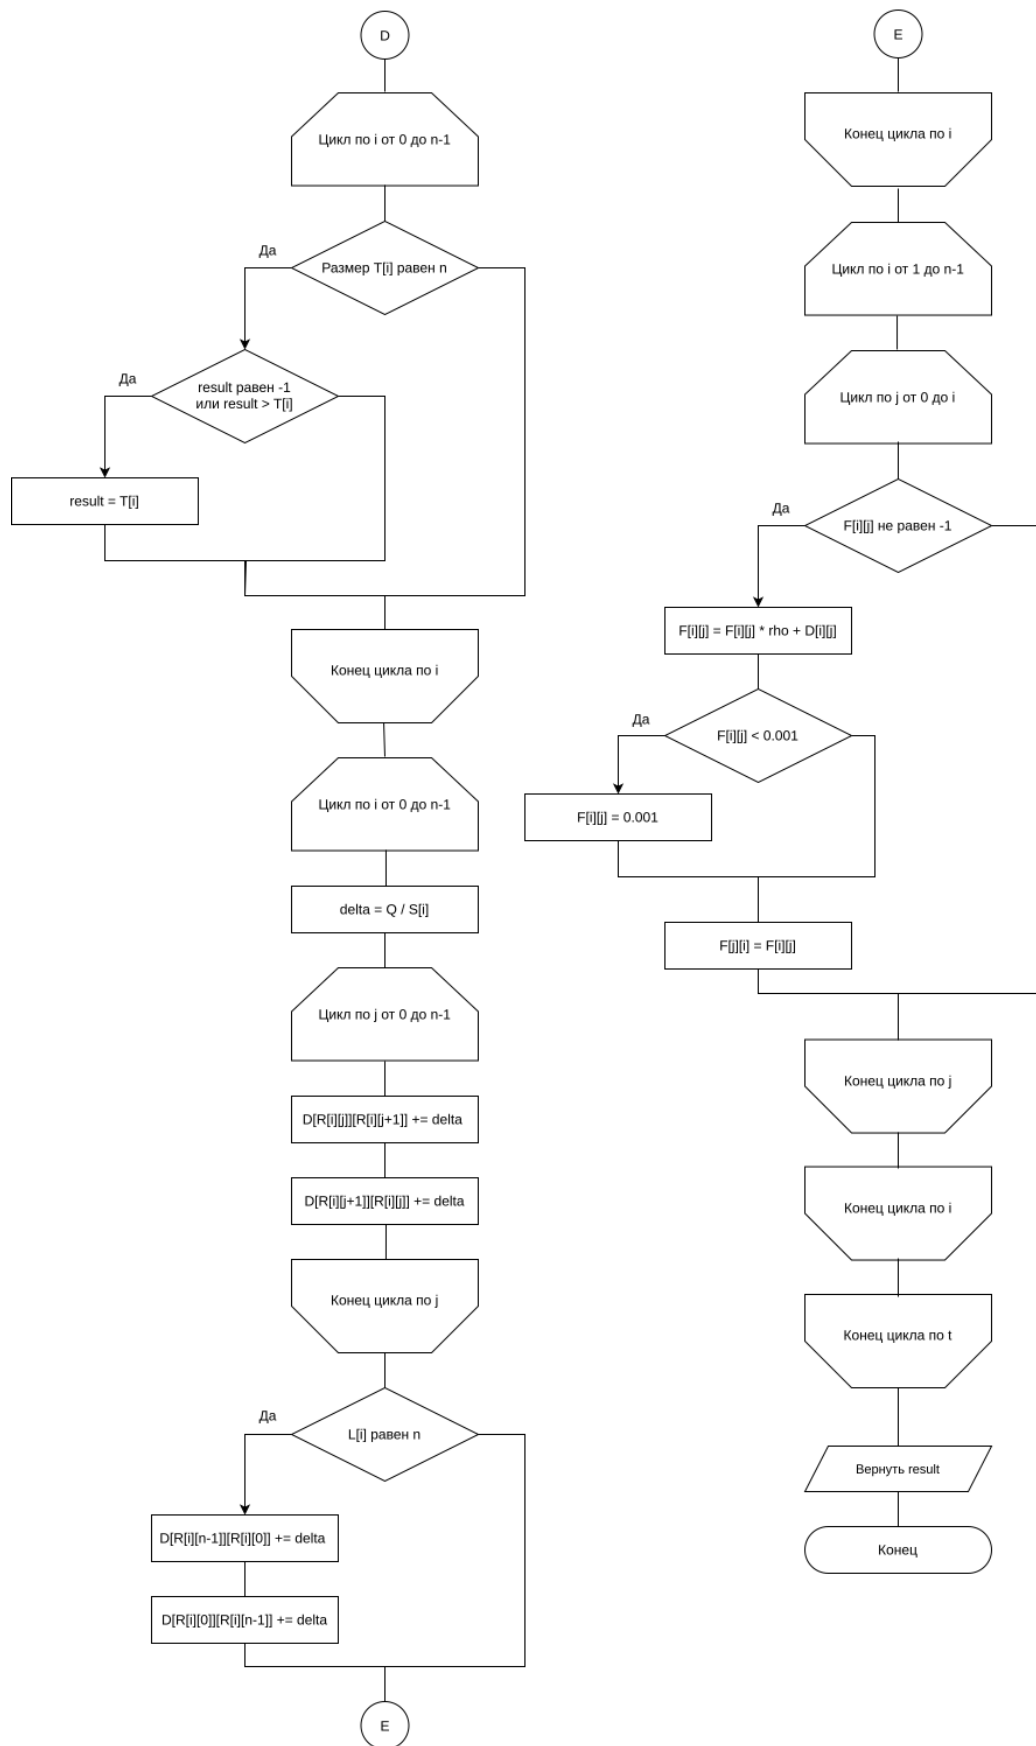 D
Цикл по i от 0 до n-1
Да
Размер T[i] равен n
Да
result равен -1
или result > T[i]
result = T[i]
Конец цикла по i
Цикл по i от 0 до n-1
delta = Q / S[i]
Цикл по j от 0 до n-1
D[R[i][j]][R[i][j+1]] += delta
D[R[i][j+1]][R[i][j]] += delta
Конец цикла по j
Да
L[i] равен n
D[R[i][n-1]][R[i][0]] += delta
D[R[i][0]][R[i][n-1]] += delta
E
E
Конец цикла по i
Цикл по i от 1 до n-1
Цикл по j от 0 до i
Да
F[i][j] не равен -1
F[i][j] = F[i][j] * rho + D[i][j]
Да
F[i][j] < 0.001
F[i][j] = 0.001
F[j][i] = F[i][j]
Конец цикла по j
Конец цикла по i
Конец цикла по t
Вернуть result
Конец